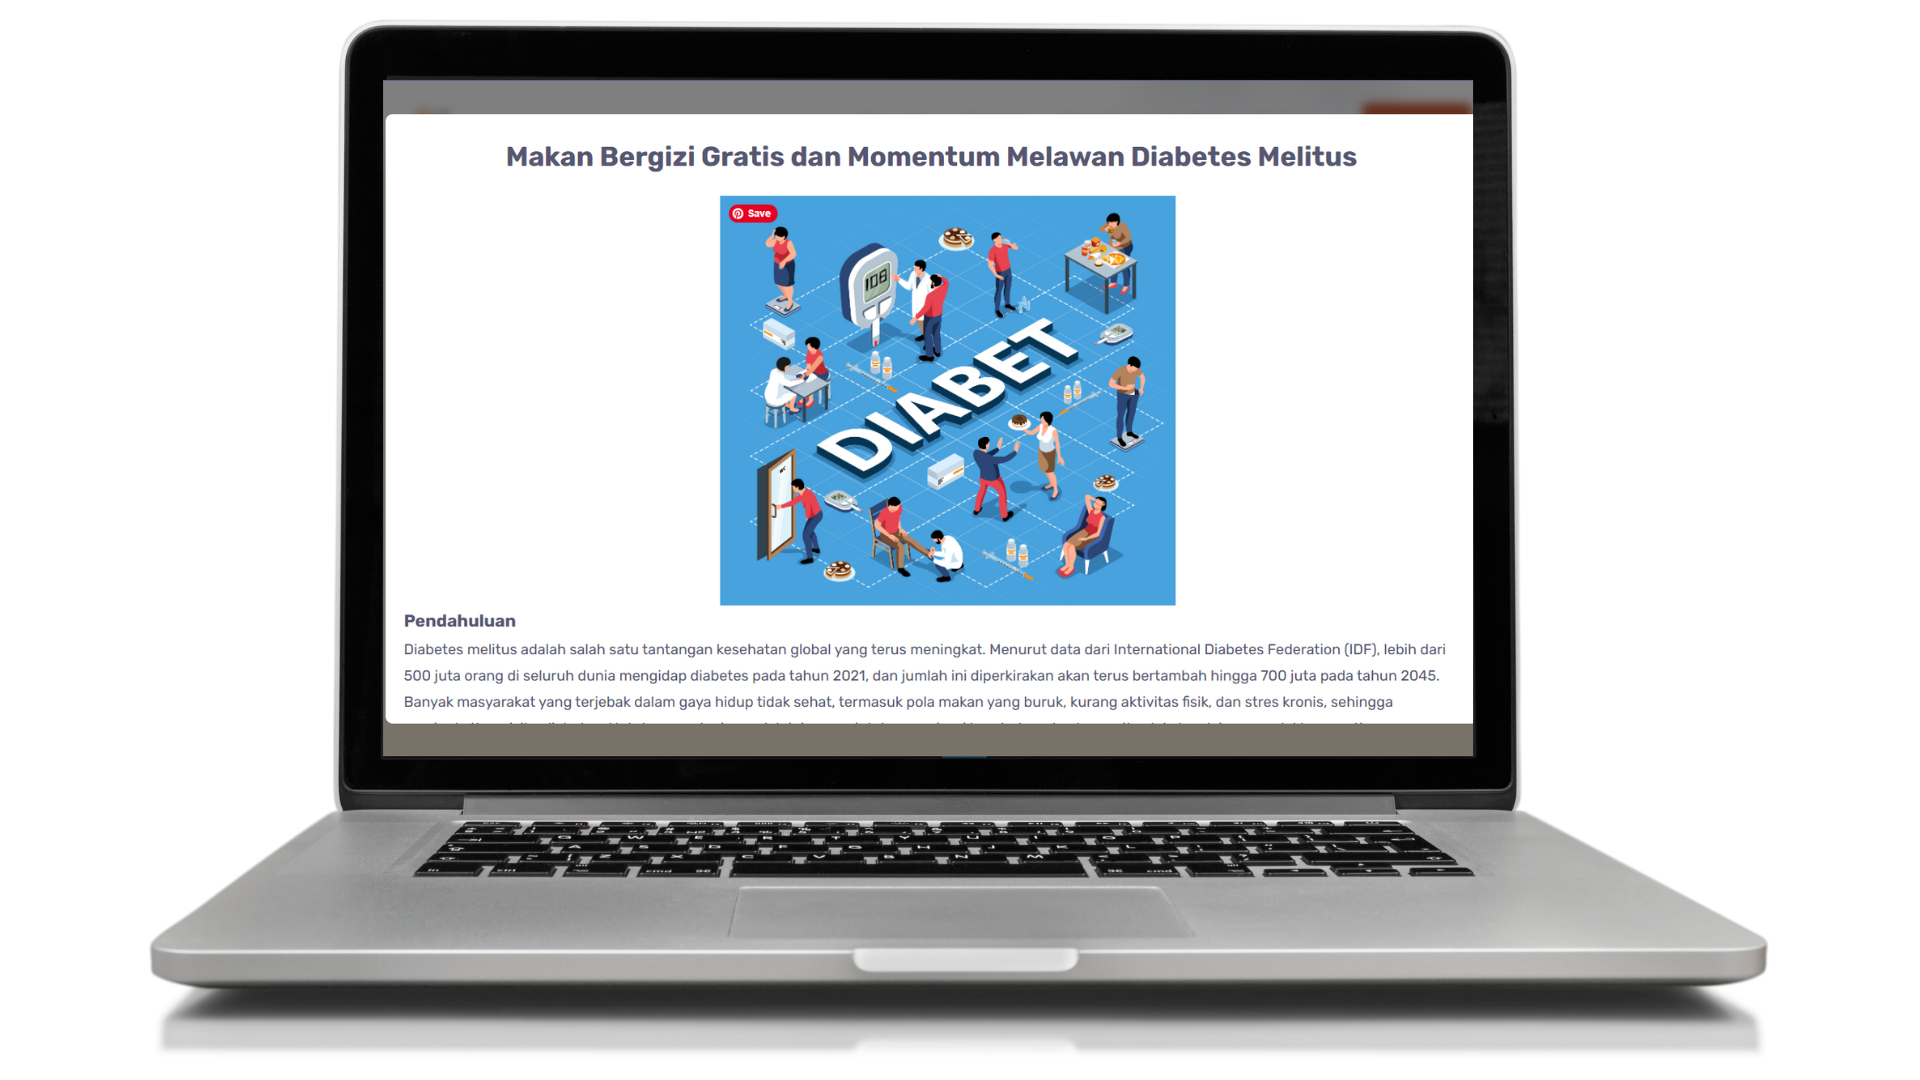 Makan Bergizi Gratis dan Momentum Melawan Diabetes Melitus
Save
108
DIABET
Pendahuluan
Diabetes melitus adalah salah satu tantangan kesehatan global yang terus meningkat. Menurut data dari International Diabetes Federation (IDF), lebih dari
500 juta orang di seluruh dunia mengidap diabetes pada tahun 2021, dan jumlah ini diperkirakan akan terus bertambah hingga 700 juta pada tahun 2045.
Banyak masyarakat yang terjebak dalam gaya hidup tidak sehat, termasuk pola makan yang buruk, kurang aktivitas fisik, dan stres kronis, sehingga